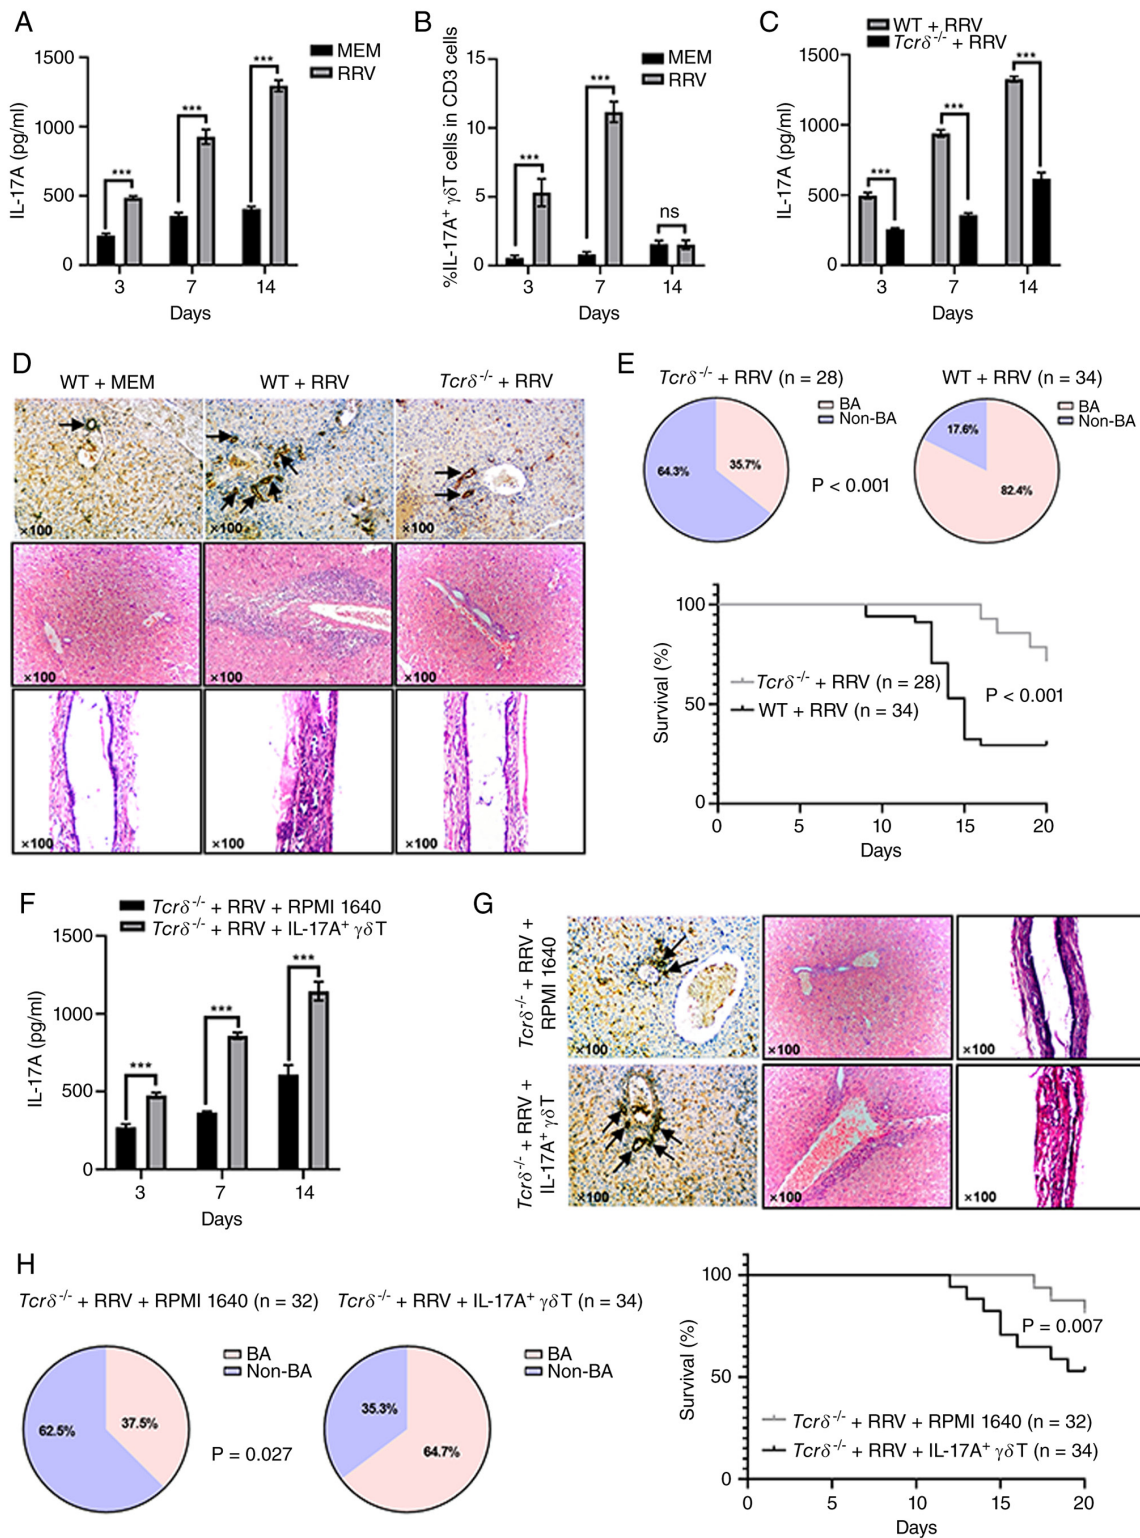 A
IL-17A (pg/ml)
1500
1000
500
0
3
7
14
Days
MEM
RRV
***
***
***
B
%IL-17A⁺ γδT cells in CD3 cells
15
10
5
0
3
7
14
Days
MEM
RRV
***
***
ns
C
WT + RRV
Tcrδ⁻/⁻ + RRV
IL-17A (pg/ml)
1500
1000
500
0
3
7
14
Days
***
***
***
D
WT + MEM
WT + RRV
Tcrδ⁻/⁻ + RRV
×100
×100
×100
×100
×100
×100
×100
×100
×100
E
Tcrδ⁻/⁻ + RRV (n = 28)
BA
Non-BA
64.3%
35.7%
P < 0.001
WT + RRV (n = 34)
BA
Non-BA
17.6%
82.4%
Survival (%)
100
50
0
0
5
10
15
20
Days
Tcrδ⁻/⁻ + RRV (n = 28)
WT + RRV (n = 34)
P < 0.001
F
Tcrδ⁻/⁻ + RRV + RPMI 1640
Tcrδ⁻/⁻ + RRV + IL-17A⁺ γδT
IL-17A (pg/ml)
1500
1000
500
0
3
7
14
Days
***
***
***
G
Tcrδ⁻/⁻ + RRV +
RPMI 1640
×100
×100
×100
Tcrδ⁻/⁻ + RRV +
IL-17A⁺ γδT
×100
×100
×100
H
Tcrδ⁻/⁻ + RRV + RPMI 1640 (n = 32)
BA
Non-BA
62.5%
37.5%
P = 0.027
Tcrδ⁻/⁻ + RRV + IL-17A⁺ γδT (n = 34)
BA
Non-BA
35.3%
64.7%
Survival (%)
100
50
0
0
5
10
15
20
Days
P = 0.007
Tcrδ⁻/⁻ + RRV + RPMI 1640 (n = 32)
Tcrδ⁻/⁻ + RRV + IL-17A⁺ γδT (n = 34)